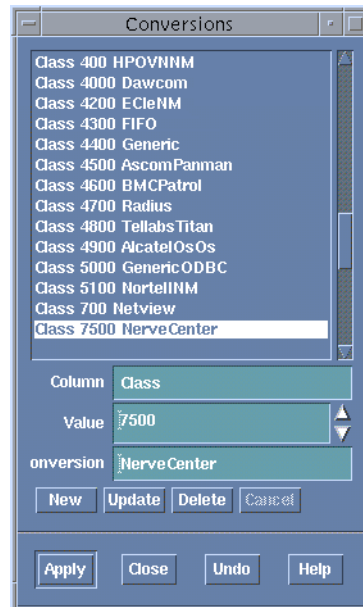 Conversions
Class 400 HPOVNNM
Class 4000 Dawcom
Class 4200 ECIeNM
Class 4300 FIFO
Class 4400 Generic
Class 4500 AscomPanman
Class 4600 BMCPatrol
Class 4700 Radius
Class 4800 TellabsTitan
Class 4900 AlcatelOsOs
Class 5000 GenericODBC
Class 5100 NortelINM
Class 700 Netview
Class 7500 NerveCenter
Column Class
Value 7500
onversion NerveCenter
New Update Delete Cancel
Apply Close Undo Help